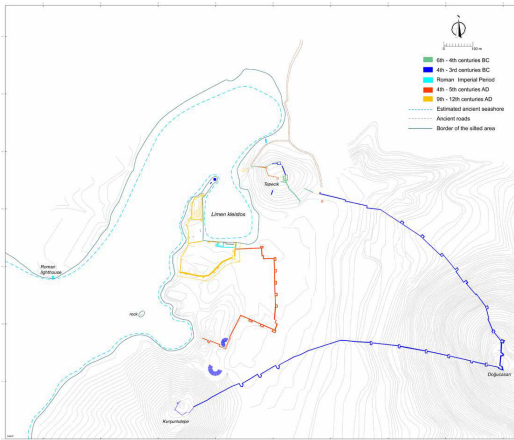 0 100 m
6th - 4th centuries BC
4th - 3rd centuries BC
Roman Imperial Period
4th - 5th centuries AD
9th - 12th centuries AD
Estimated ancient seashore
Ancient roads
Border of the silted area
Tepecik
Limen kleistos
Roman
lighthouse
rock
Doğucasarı
Kurşunlutepe